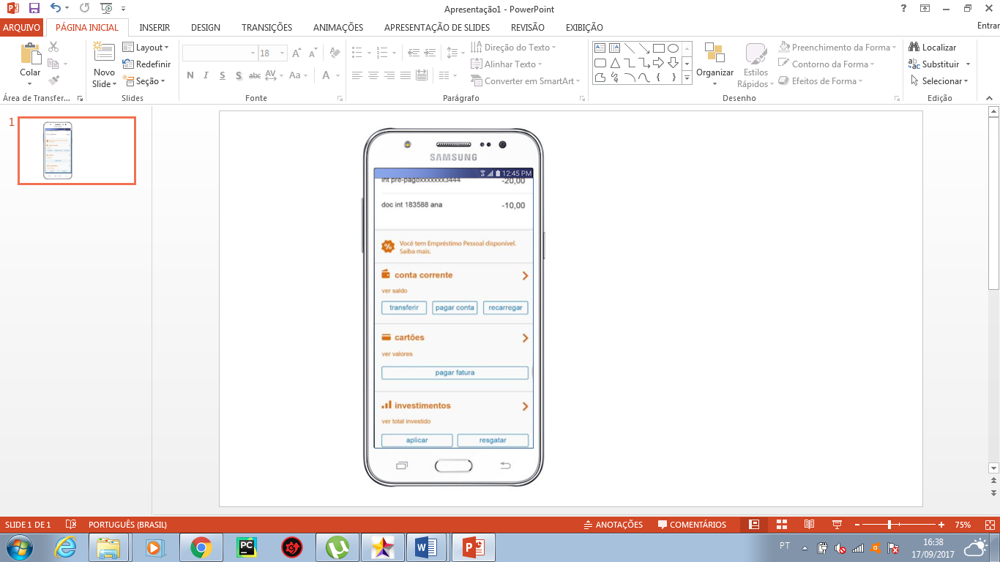 Apresentação1 - PowerPoint
ARQUIVO PÁGINA INICIAL INSERIR DESIGN TRANSIÇÕES ANIMAÇÕES APRESENTAÇÃO DE SLIDES REVISÃO EXIBIÇÃO Entrar
Colar
Novo
Slide
Layout
Redefinir
Seção
18
N I S S abc AV Aa A
Direção do Texto
Alinhar Texto
Converter em SmartArt
Organizar
Estilos
Rápidos
Preenchimento da Forma
Contorno da Forma
Efeitos de Forma
Localizar
Substituir
Selecionar
Área de Transfer... Slides Fonte Parágrafo Desenho Edição
1
SAMSUNG
12:45 PM
int pré-pagoxxxxxxx3444 -20,00
doc int 183588 ana -10,00
Você tem Empréstimo Pessoal disponível.
Saiba mais.
conta corrente
ver saldo
transferir pagar conta recarregar
cartões
ver valores
pagar fatura
investimentos
ver total investido
aplicar resgatar
SLIDE 1 DE 1 PORTUGUÊS (BRASIL) ANOTAÇÕES COMENTÁRIOS 75%
PC
PT
16:38
17/09/2017